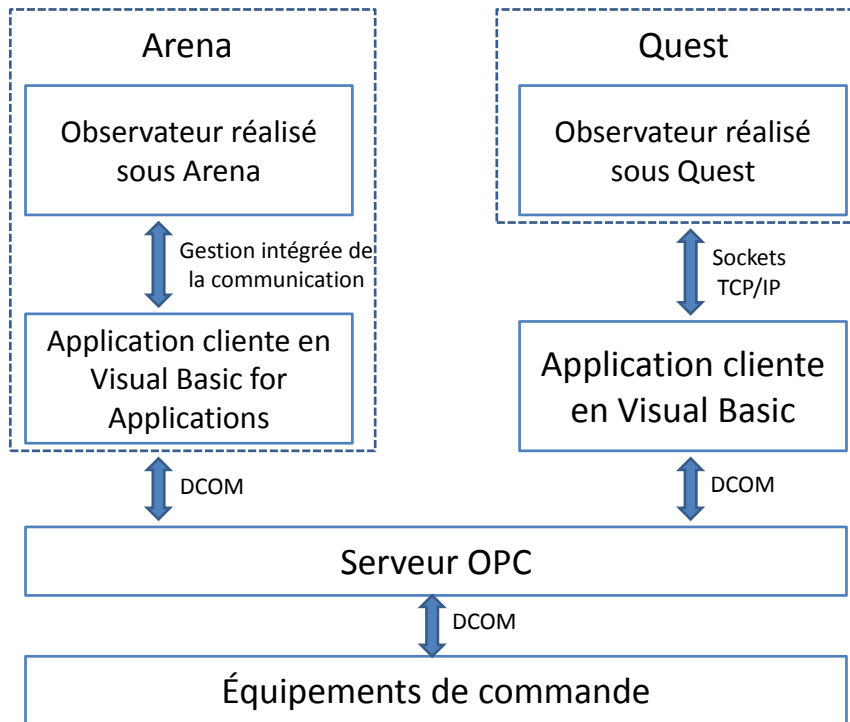 Arena
Observateur réalisé
sous Arena
Gestion intégrée de
la communication
Application cliente en
Visual Basic for
Applications
DCOM
Quest
Observateur réalisé
sous Quest
Sockets
TCP/IP
Application cliente
en Visual Basic
DCOM
Serveur OPC
DCOM
Équipements de commande